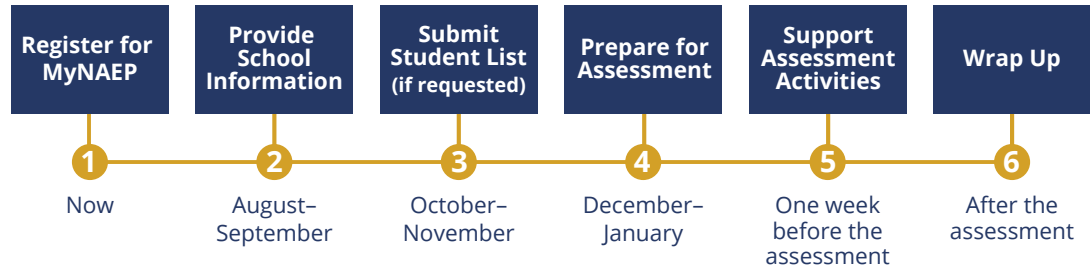 Register for
MyNAEP
Provide
School
Information
Submit
Student List
(if requested)
Prepare for
Assessment
Support
Assessment
Activities
Wrap Up
1
2
3
4
5
6
Now
August–
September
October–
November
December–
January
One week
before the
assessment
After the
assessment